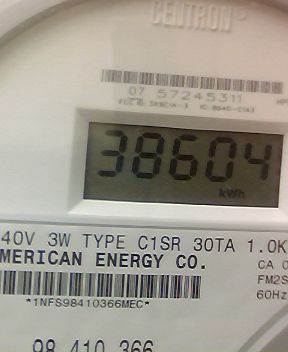 CENTRON®
07 57245311
38604
kWh
40V 3W TYPE C1SR 30TA 1.0K
MERICAN ENERGY CO.
CA 0
FM2S
60Hz
*1NFS98410366MEC*
98 410 366